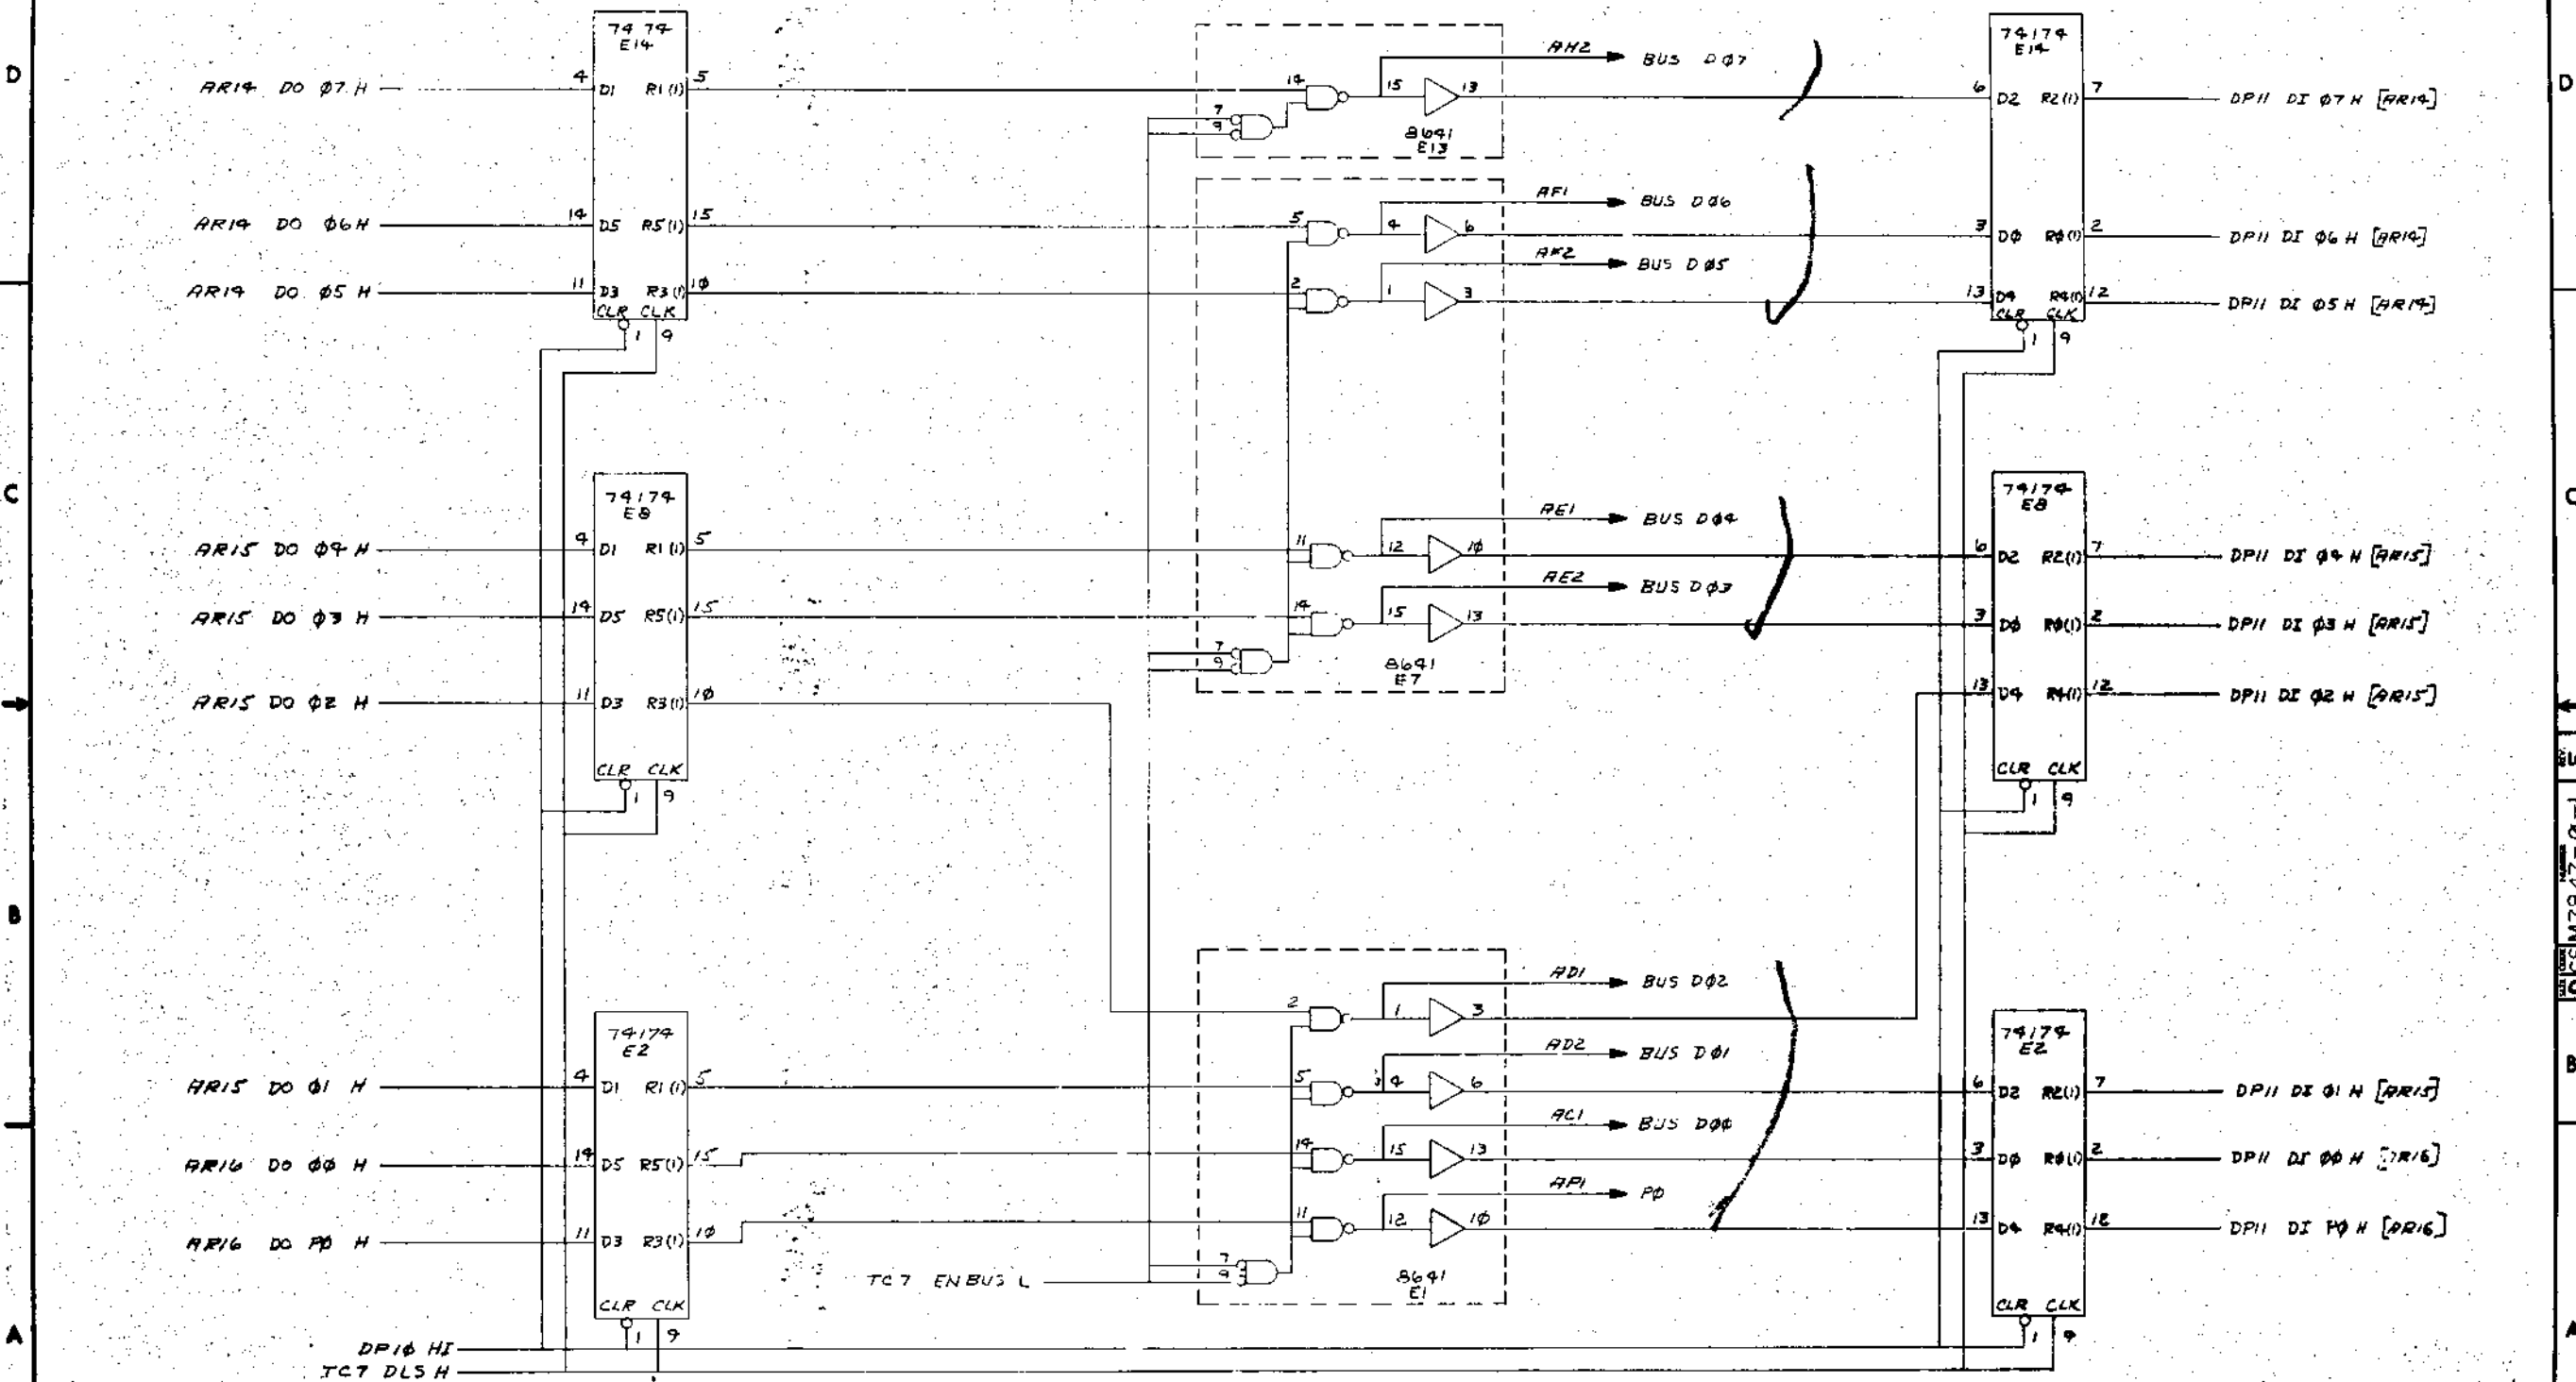 D
74 74
E14
AR14 DO Ø7 H
4 D1 R1(1) 5
AR14 DO Ø6 H
14 D5 R5(1) 15
AR14 DO Ø5 H
11 D3 R3(1) 1Ø
CLR CLK
1 9
14 15 13
7
9
8641
E13
AH2
BUS DØ7
5 4 6
AF1
BUS DØ6
2 1 3
AK2
BUS DØ5
74174
E14
6 D2 R2(1) 7
DP11 DI Ø7 H [AR14]
3 DØ RØ(1) 2
DP11 DI Ø6 H [AR14]
13 D4 R4(1) 12
DP11 DI Ø5 H [AR14]
CLR CLK
1 9
D
C
74174
E8
AR15 DO Ø4 H
4 D1 R1(1) 5
AR15 DO Ø3 H
14 D5 R5(1) 15
AR15 DO Ø2 H
11 D3 R3(1) 1Ø
CLR CLK
1 9
11 12 1Ø
AE1
BUS DØ4
14 15 13
AE2
BUS DØ3
7
9
8641
E7
74174
E8
6 D2 R2(1) 7
DP11 DI Ø4 H [AR15]
3 DØ RØ(1) 2
DP11 DI Ø3 H [AR15]
13 D4 R4(1) 12
DP11 DI Ø2 H [AR15]
CLR CLK
1 9
C
B
74174
E2
AR15 DO Ø1 H
4 D1 R1(1) 5
AR16 DO ØØ H
14 D5 R5(1) 15
AR16 DO PØ H
11 D3 R3(1) 1Ø
CLR CLK
1 9
2 1 3
AD1
BUS DØ2
5 4 6
AD2
BUS DØ1
14 15 13
AC1
BUS DØØ
11 12 1Ø
AP1
PØ
7
9
8641
E1
TC7 ENBUS L
74174
E2
6 D2 R2(1) 7
DP11 DI Ø1 H [AR15]
3 DØ RØ(1) 2
DP11 DI ØØ H [AR16]
13 D4 R4(1) 12
DP11 DI PØ H [AR16]
CLR CLK
1 9
B
A
DP1Ø HI
TC7 DLS H
A